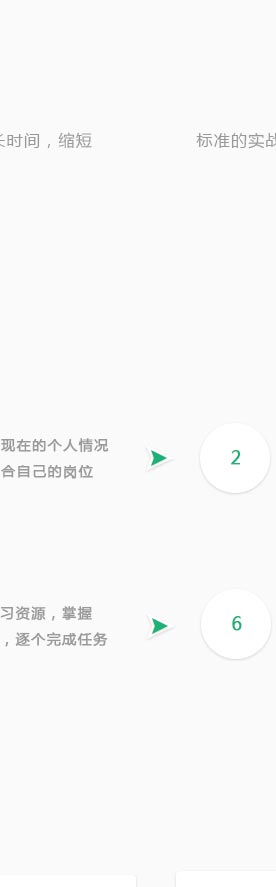 时间，缩短
标准的实战
现在的个人情况
合自己的岗位
2
习资源，掌握
，逐个完成任务
6